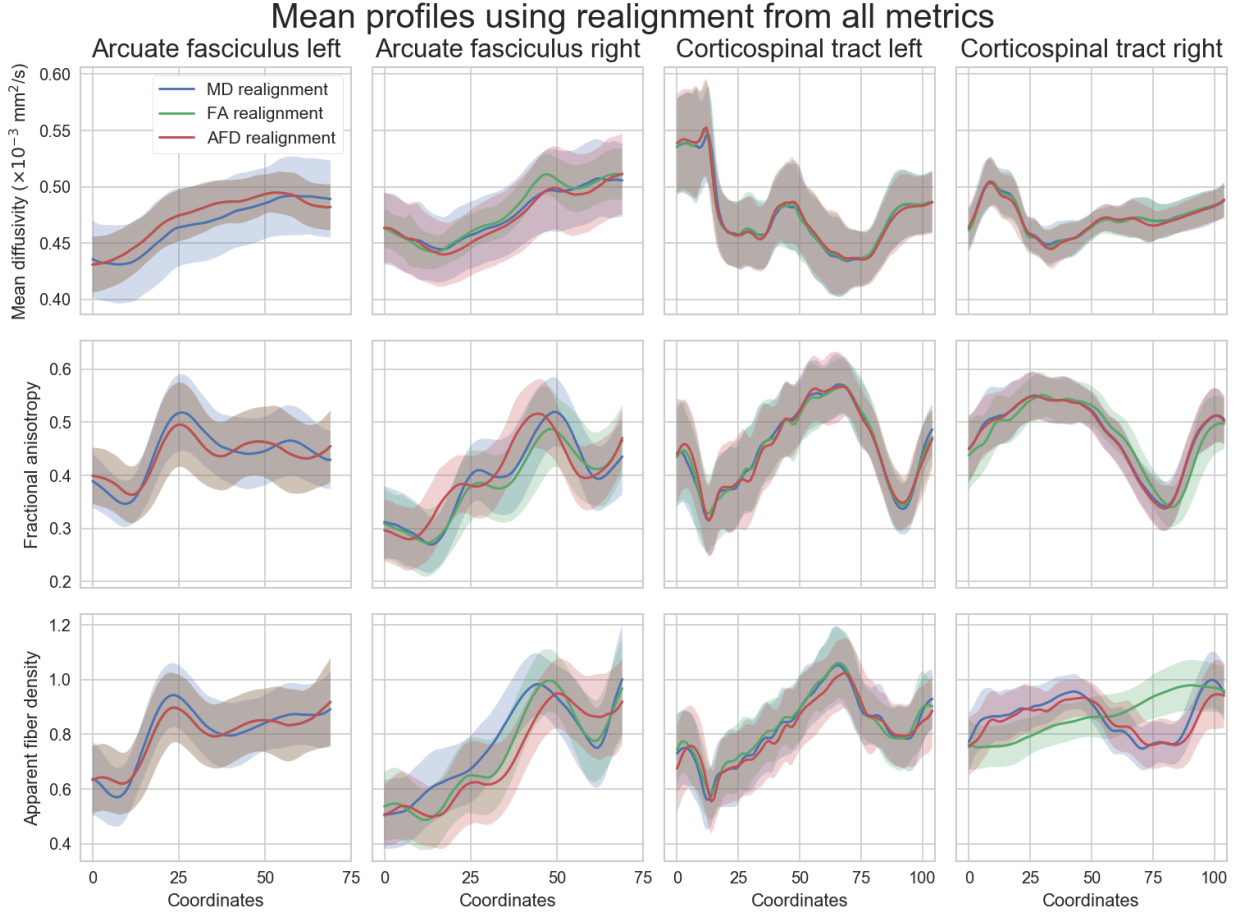 Mean profiles using realignment from all metrics
Arcuate fasciculus left
Arcuate fasciculus right
Corticospinal tract left
Corticospinal tract right
Mean diffusivity (×10⁻³ mm²/s)
0.60
0.55
0.50
0.45
0.40
MD realignment
FA realignment
AFD realignment
Fractional anisotropy
0.6
0.5
0.4
0.3
0.2
Apparent fiber density
1.2
1.0
0.8
0.6
0.4
0 25 50 75
0 25 50 75
0 25 50 75 100
0 25 50 75 100
Coordinates
Coordinates
Coordinates
Coordinates